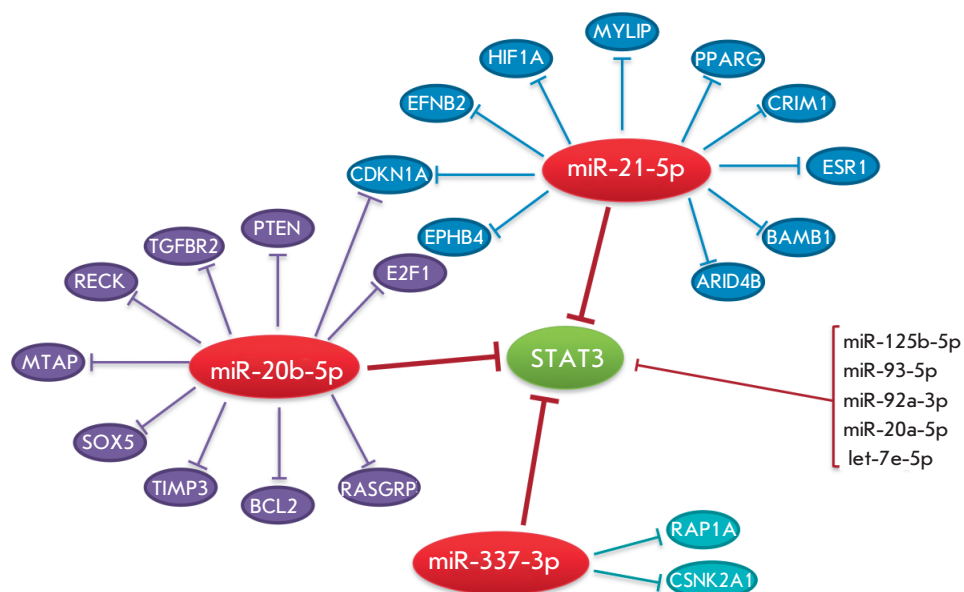 MYLIP
HIF1A
PPARG
EFNB2
CRIM1
miR-21-5p
ESR1
CDKN1A
PTEN
EPHB4
BAMB1
TGFBR2
E2F1
ARID4B
RECK
MTAP
miR-20b-5p
STAT3
miR-125b-5p
miR-93-5p
miR-92a-3p
miR-20a-5p
let-7e-5p
SOX5
TIMP3
BCL2
RASGRP
RAP1A
miR-337-3p
CSNK2A1